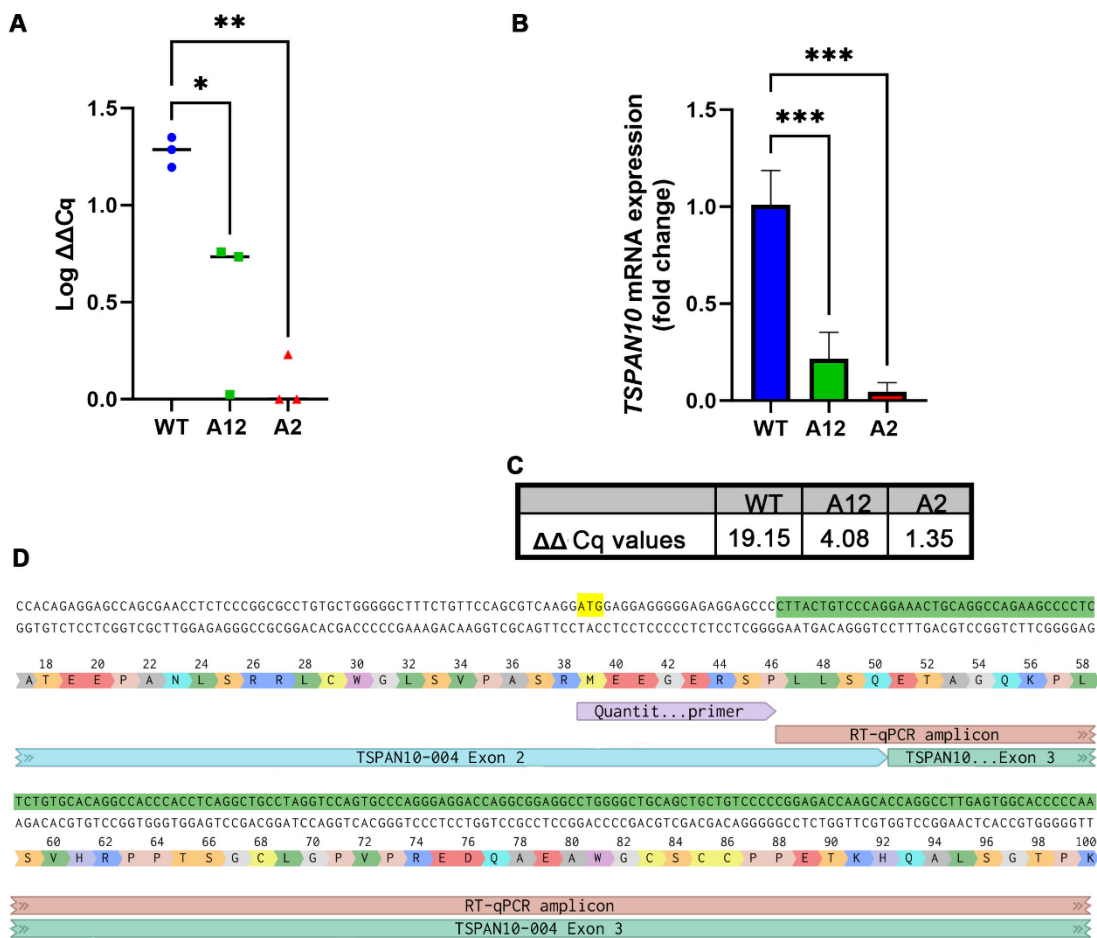 A
**
*
1.5
1.0
0.5
0.0
Log ΔΔCq
WT A12 A2
B
***
***
1.5
1.0
0.5
0.0
TSPAN10 mRNA expression
(fold change)
WT A12 A2
C
WT A12 A2
ΔΔ Cq values 19.15 4.08 1.35
D
CCACAGAGGAGCCAGCGAACCTCTCCCGGCGCCTGTGCTGGGGGCTTTCTGTTCCAGCGTCAAGGATGGAGGAGGGGGAGAGGAGCCCCTTACTGTCCCAGGAAACTGCAGGCCAGAAGCCCCTC
GGTGTCTCCTCGGTCGCTTGGAGAGGGCCGCGGACACGACCCCCGAAAGACAAGGTCGCAGTTCCTACCTCCTCCCCCTCTCCTCGGGGAATGACAGGGTCCTTTGACGTCCGGTCTTCGGGGAG
18 20 22 24 26 28 30 32 34 36 38 40 42 44 46 48 50 52 54 56 58
A T E E P A N L S R R L C W G L S V P A S R M E E G E R S P L L S Q E T A G Q K P L
Quantit...primer
RT-qPCR amplicon
TSPAN10-004 Exon 2 TSPAN10...Exon 3
TCTGTGCACAGGCCACCCACCTCAGGCTGCCTAGGTCCAGTGCCCAGGGAGGACCAGGCGGAGGCCTGGGGCTGCAGCTGCTGTCCCCCGGAGACCAAGCACCAGGCCTTGAGTGGCACCCCCAA
AGACACGTGTCCGGTGGGTGGAGTCCGACGGATCCAGGTCACGGGTCCCTCCTGGTCCGCCTCCGGACCCCGACGTCGACGACAGGGGGCCTCTGGTTCGTGGTCCGGAACTCACCGTGGGGGTT
60 62 64 66 68 70 72 74 76 78 80 82 84 86 88 90 92 94 96 98 100
S V H R P P T S G C L G P V P R E D Q A E A W G C S C C P P E T K H Q A L S G T P K
RT-qPCR amplicon
TSPAN10-004 Exon 3